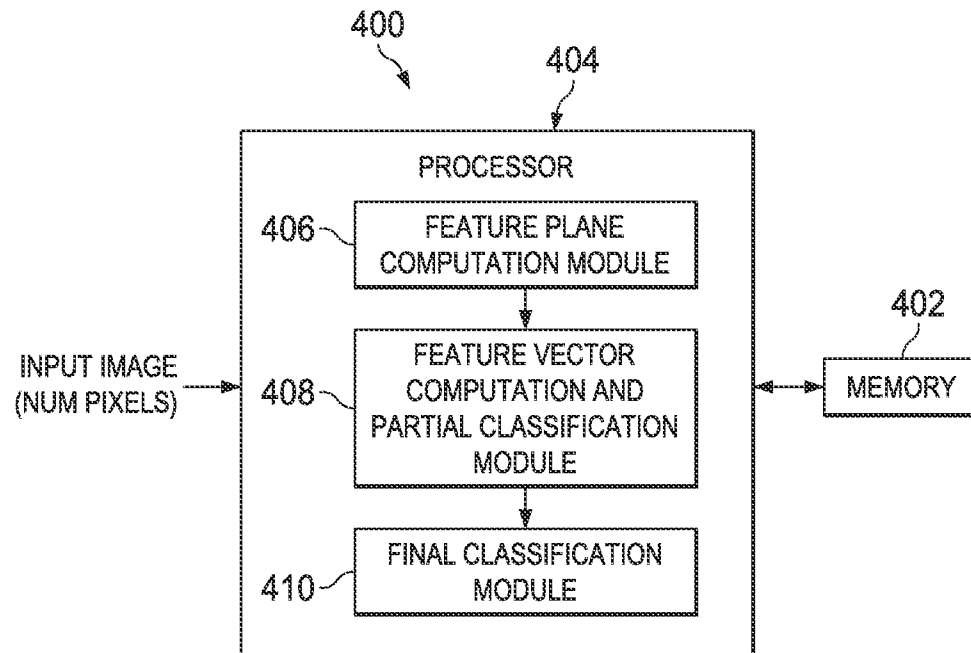 400
404
PROCESSOR
406
FEATURE PLANE
COMPUTATION MODULE
402
INPUT IMAGE
(NUM PIXELS)
408
FEATURE VECTOR
COMPUTATION AND
PARTIAL CLASSIFICATION
MODULE
MEMORY
410
FINAL CLASSIFICATION
MODULE